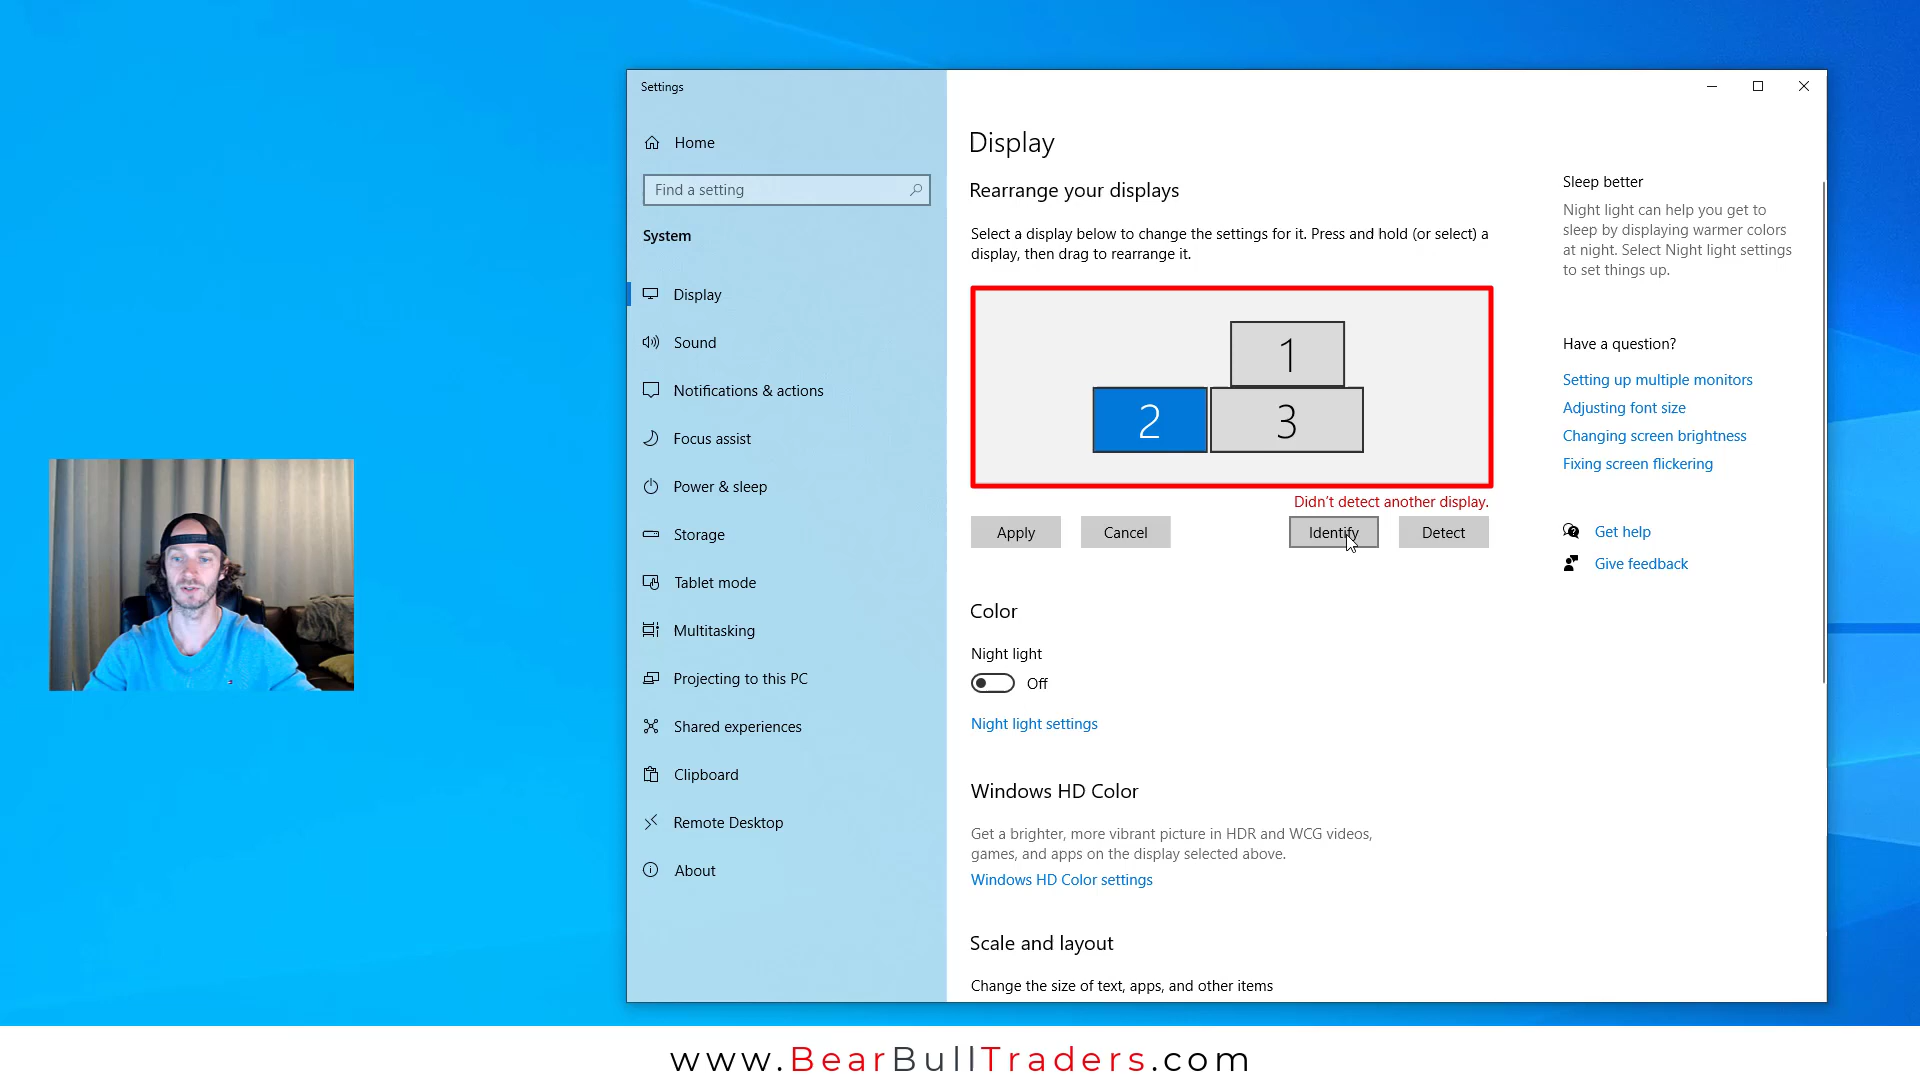 Settings
Home
Find a setting
System
Display
Sound
Notifications & actions
Focus assist
Power & sleep
Storage
Tablet mode
Multitasking
Projecting to this PC
Shared experiences
Clipboard
Remote Desktop
About
Display
Rearrange your displays
Select a display below to change the settings for it. Press and hold (or select) a
display, then drag to rearrange it.
1
2
3
Didn't detect another display.
Apply
Cancel
Identify
Detect
Color
Night light
Off
Night light settings
Windows HD Color
Get a brighter, more vibrant picture in HDR and WCG videos,
games, and apps on the display selected above.
Windows HD Color settings
Scale and layout
Change the size of text, apps, and other items
Sleep better
Night light can help you get to
sleep by displaying warmer colors
at night. Select Night light settings
to set things up.
Have a question?
Setting up multiple monitors
Adjusting font size
Changing screen brightness
Fixing screen flickering
Get help
Give feedback
www.BearBullTraders.com